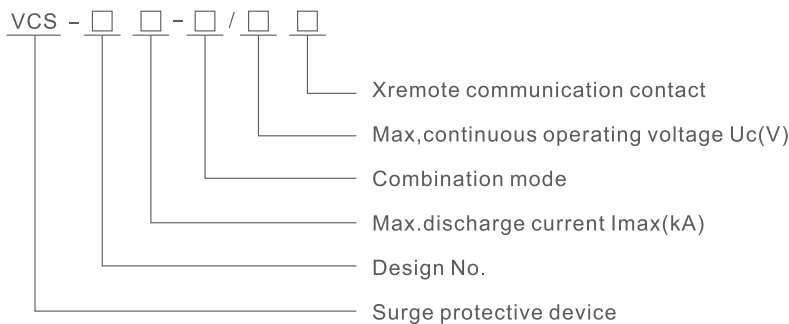 VCS - □ □ - □ / □ □
Xremote communication contact
Max,continuous operating voltage Uc(V)
Combination mode
Max.discharge current Imax(kA)
Design No.
Surge protective device